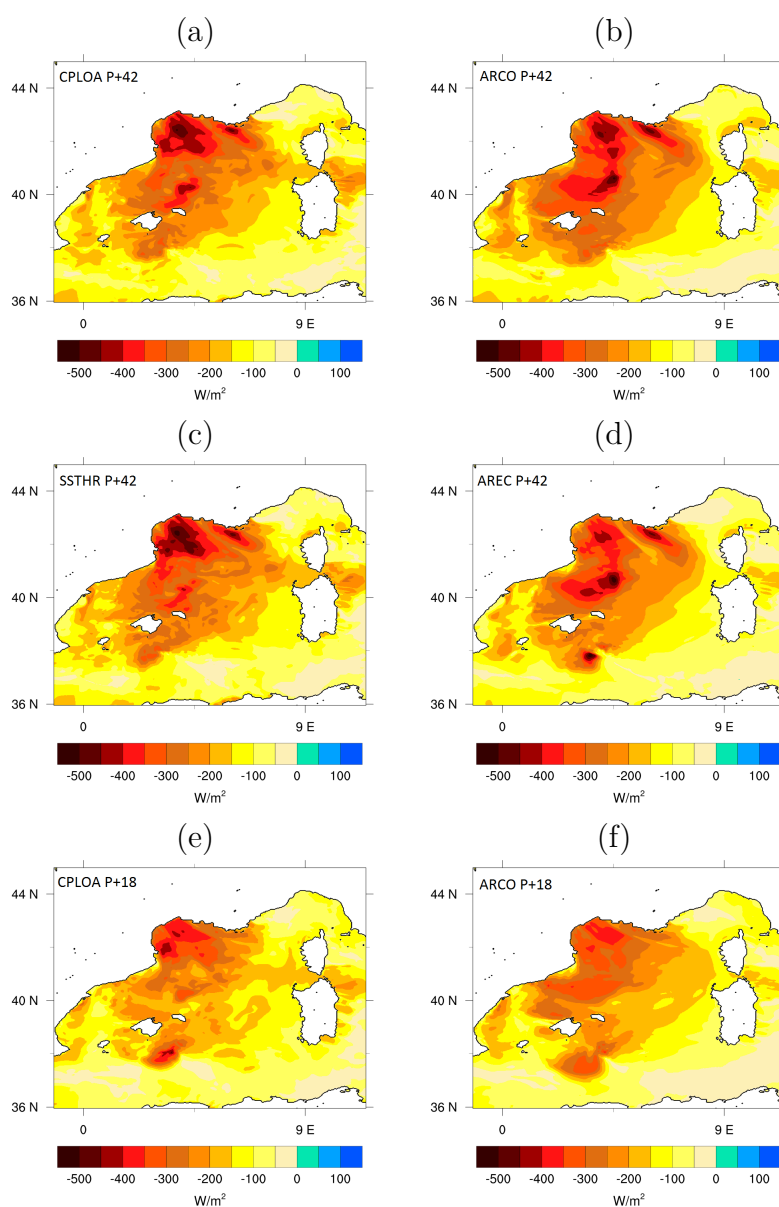 (a) (b)
CPLOA P+42 ARCO P+42
44 N 44 N
40 N 40 N
36 N 36 N
0 9 E 0 9 E
-500 -400 -300 -200 -100 0 100 -500 -400 -300 -200 -100 0 100
W/m² W/m²
(c) (d)
SSTHR P+42 AREC P+42
44 N 44 N
40 N 40 N
36 N 36 N
0 9 E 0 9 E
-500 -400 -300 -200 -100 0 100 -500 -400 -300 -200 -100 0 100
W/m² W/m²
(e) (f)
CPLOA P+18 ARCO P+18
44 N 44 N
40 N 40 N
36 N 36 N
0 9 E 0 9 E
-500 -400 -300 -200 -100 0 100 -500 -400 -300 -200 -100 0 100
W/m² W/m²